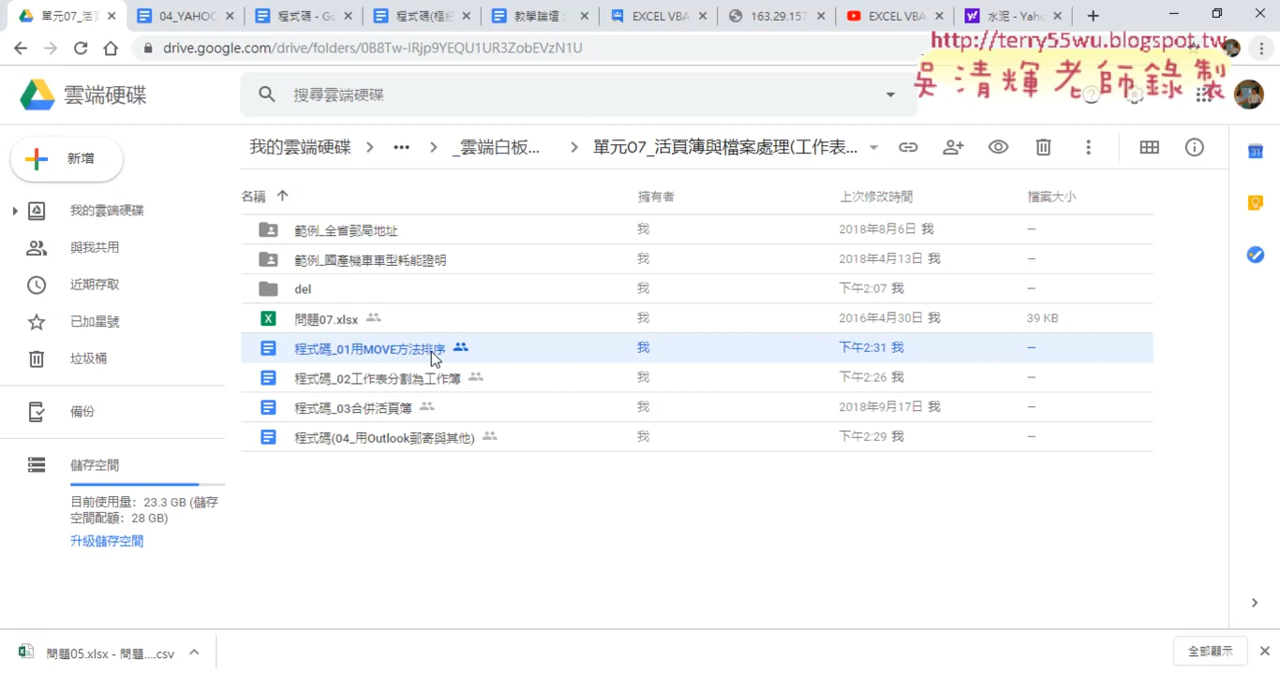 單元07_活頁
04_YAHOO
程式碼 - Go
程式碼(樞紐
教學論壇：
EXCEL VBA
163.29.157
EXCEL VBA
水泥 - Yaho
drive.google.com/drive/folders/0B8Tw-IRjp9YEQU1UR3ZobEVzN1U
http://terry55wu.blogspot.tw
吳清輝老師錄製
雲端硬碟
搜尋雲端硬碟
新增
我的雲端硬碟 > ••• > _雲端白板... > 單元07_活頁簿與檔案處理(工作表...
名稱 擁有者 上次修改時間 檔案大小
範例_全省郵局地址 我 2018年8月6日 我 —
範例_國產機車車型耗能證明 我 2018年4月13日 我 —
del 我 下午2:07 我 —
問題07.xlsx 我 2016年4月30日 我 39 KB
程式碼_01用MOVE方法排序 我 下午2:31 我 —
程式碼_02工作表分割為工作簿 我 下午2:26 我 —
程式碼_03合併活頁簿 我 2018年9月17日 我 —
程式碼(04_用Outlook郵寄與其他) 我 下午2:29 我 —
我的雲端硬碟
與我共用
近期存取
已加星號
垃圾桶
備份
儲存空間
目前使用量：23.3 GB (儲存
空間配額：28 GB)
升級儲存空間
31
問題05.xlsx - 問題....csv
全部顯示